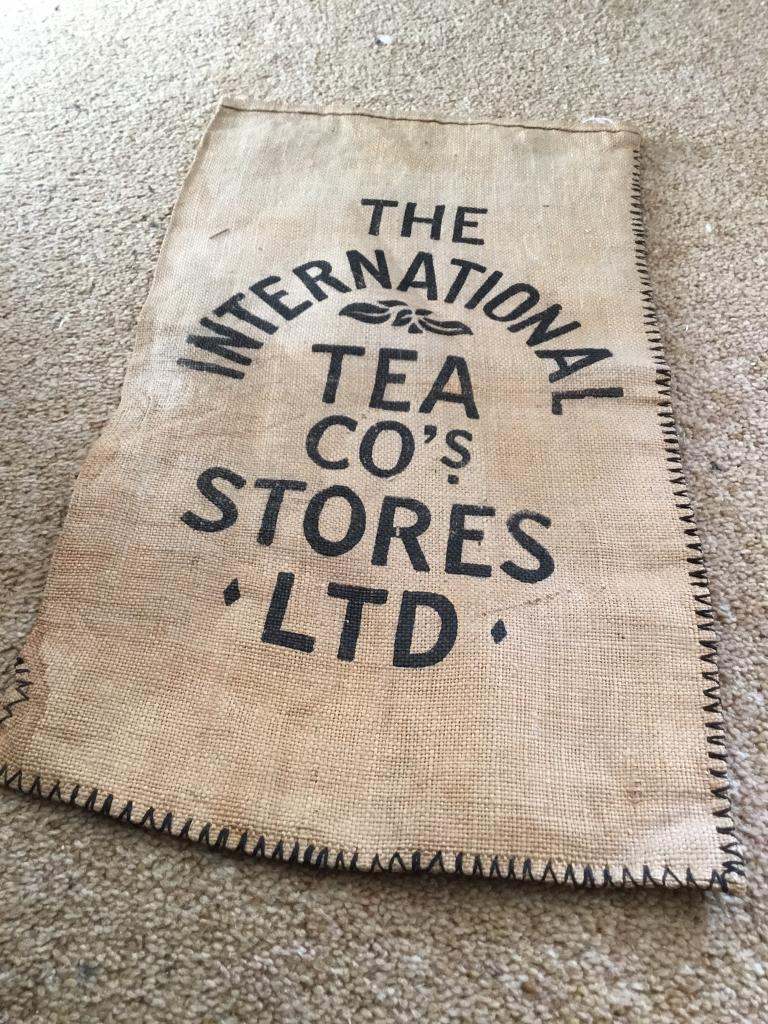 THE
INTERNATIONAL
TEA
CO'S
STORES
LTD